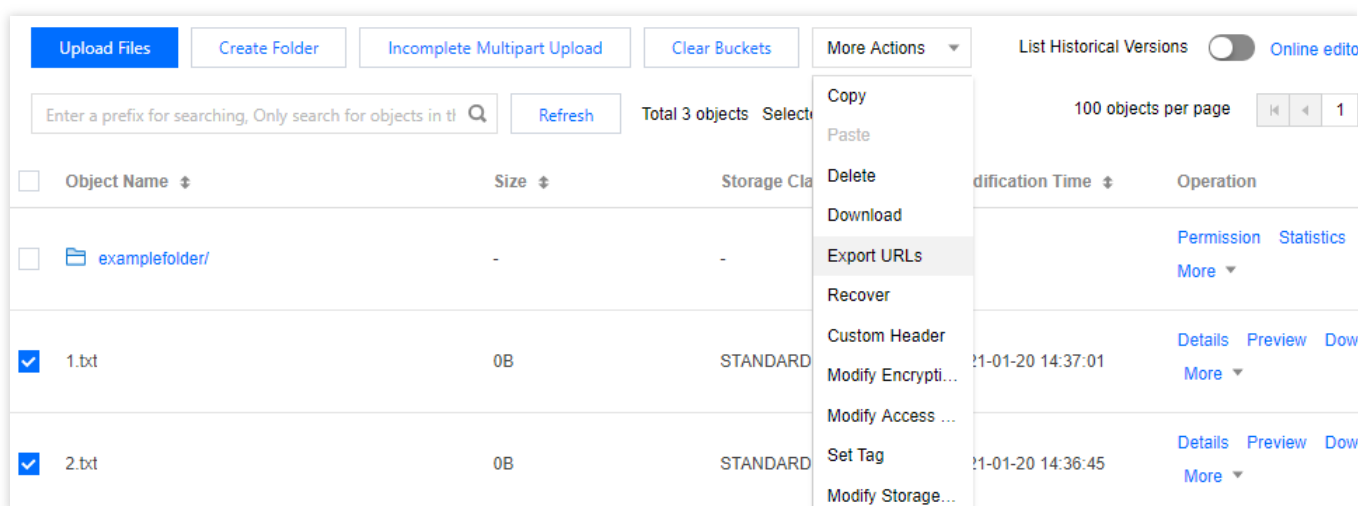 Upload Files Create Folder Incomplete Multipart Upload Clear Buckets More Actions List Historical Versions Online edito
Enter a prefix for searching, Only search for objects in th Refresh Total 3 objects Selecte 100 objects per page 1
Copy
Paste
Object Name Size Storage Cla Delete dification Time Operation
Download
examplefolder/ - - Export URLs Permission Statistics
More
Recover
Custom Header
1.txt 0B STANDARD 21-01-20 14:37:01 Details Preview Dow
More
Modify Encrypti...
Modify Access ...
2.txt 0B STANDARD Set Tag 21-01-20 14:36:45 Details Preview Dow
More
Modify Storage...